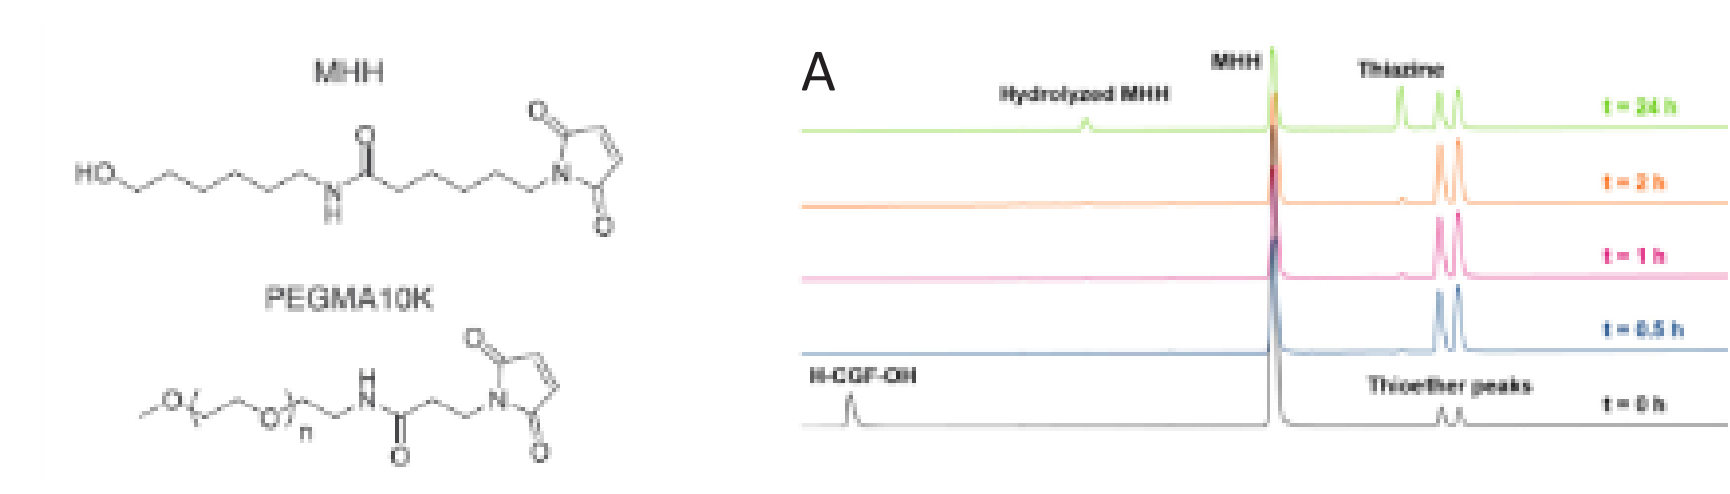 MHH
O
O
HO
N
H
N
O
PEGMA10K
O
O
O
n
H
N
O
N
O
A
MHH
Thiazine
Hydrolyzed MHH
t = 24 h
t = 2 h
t = 1 h
t = 0.5 h
H-CGF-OH
Thioether peaks
t = 0 h